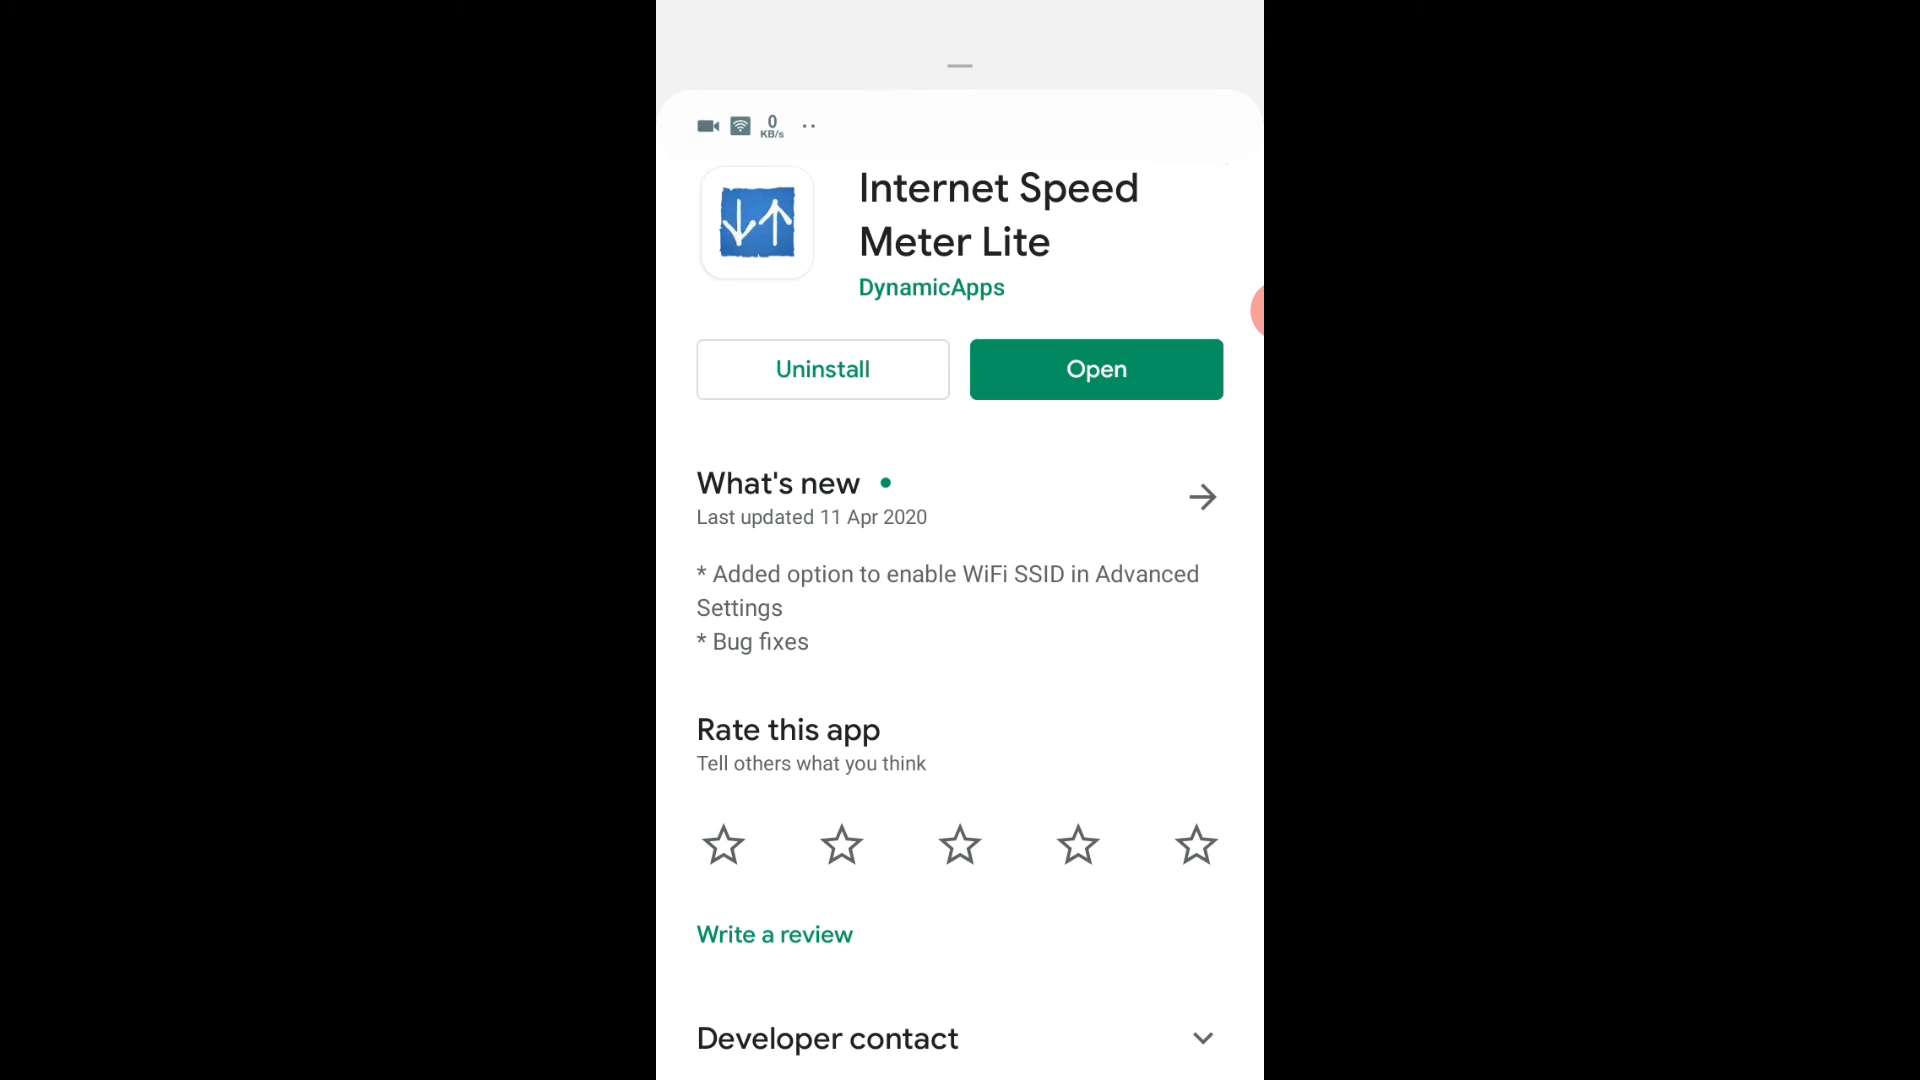 0
KB/s
Internet Speed
Meter Lite
DynamicApps
Uninstall
Open
What's new
Last updated 11 Apr 2020
* Added option to enable WiFi SSID in Advanced
Settings
* Bug fixes
Rate this app
Tell others what you think
Write a review
Developer contact